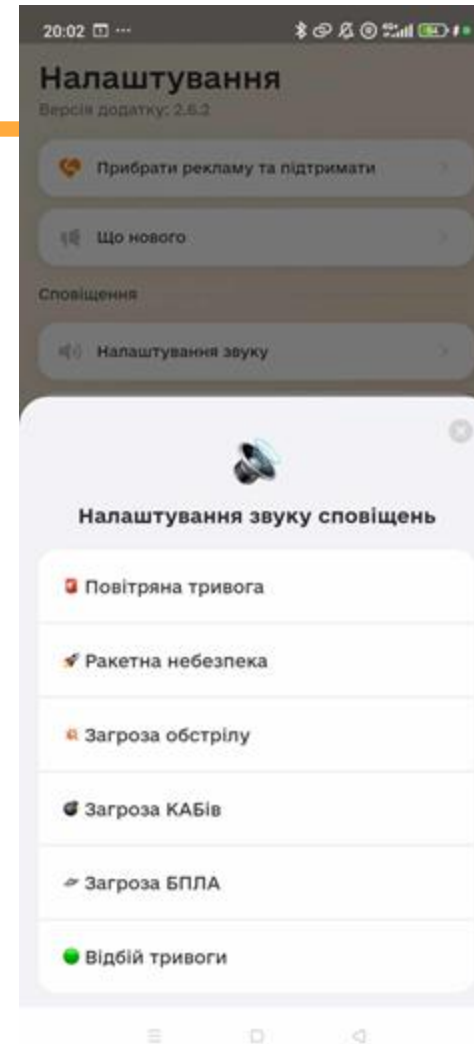 20:02
Налаштування
Версія додатку: 2.6.2
Прибрати рекламу та підтримати
Що нового
Сповіщення
Налаштування звуку
Налаштування звуку сповіщень
Повітряна тривога
Ракетна небезпека
Загроза обстрілу
Загроза КАБів
Загроза БПЛА
Відбій тривоги